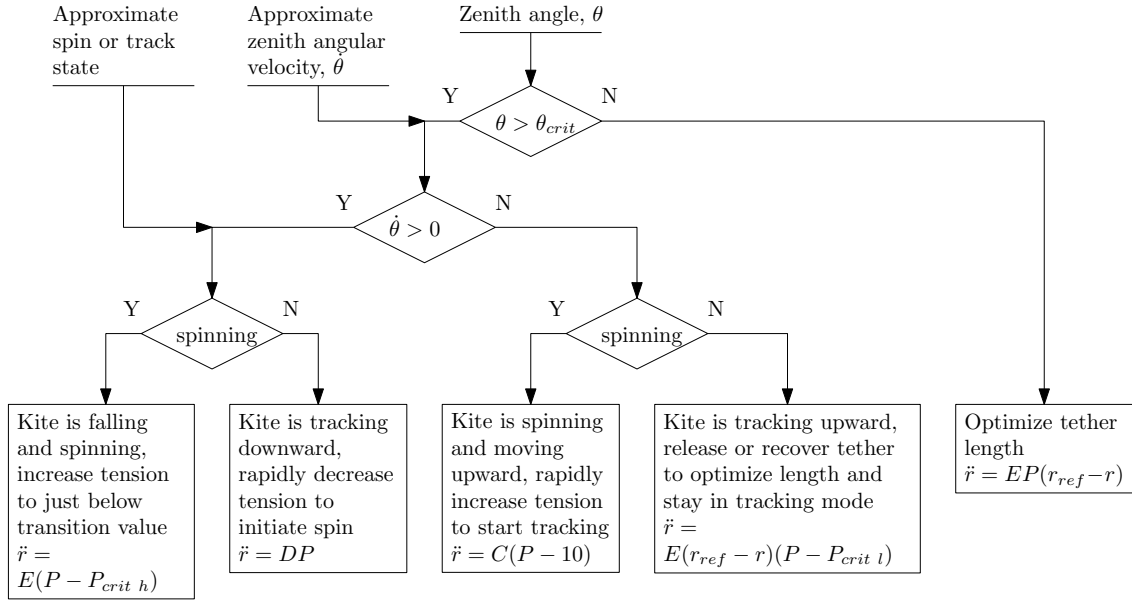 Approximate
spin or track
state
Approximate
zenith angular
velocity, θ̇
Zenith angle, θ
Y
N
θ > θ_crit
Y
N
θ̇ > 0
Y
N
spinning
Y
N
spinning
Kite is falling
and spinning,
increase tension
to just below
transition value
r̈ =
E(P − P_crit h)
Kite is tracking
downward,
rapidly decrease
tension to
initiate spin
r̈ = DP
Kite is spinning
and moving
upward, rapidly
increase tension
to start tracking
r̈ = C(P − 10)
Kite is tracking upward,
release or recover tether
to optimize length and
stay in tracking mode
r̈ =
E(r_ref − r)(P − P_crit l)
Optimize tether
length
r̈ = EP(r_ref − r)